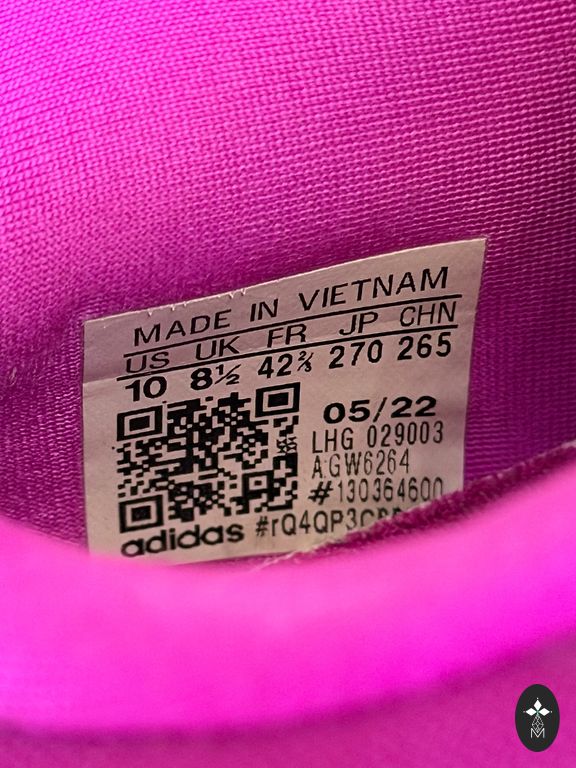 MADE IN VIETNAM
US UK FR JP CHN
10 8½ 42⅔ 270 265
05/22
LHG 029003
A:GW6264
#130364600
adidas
M